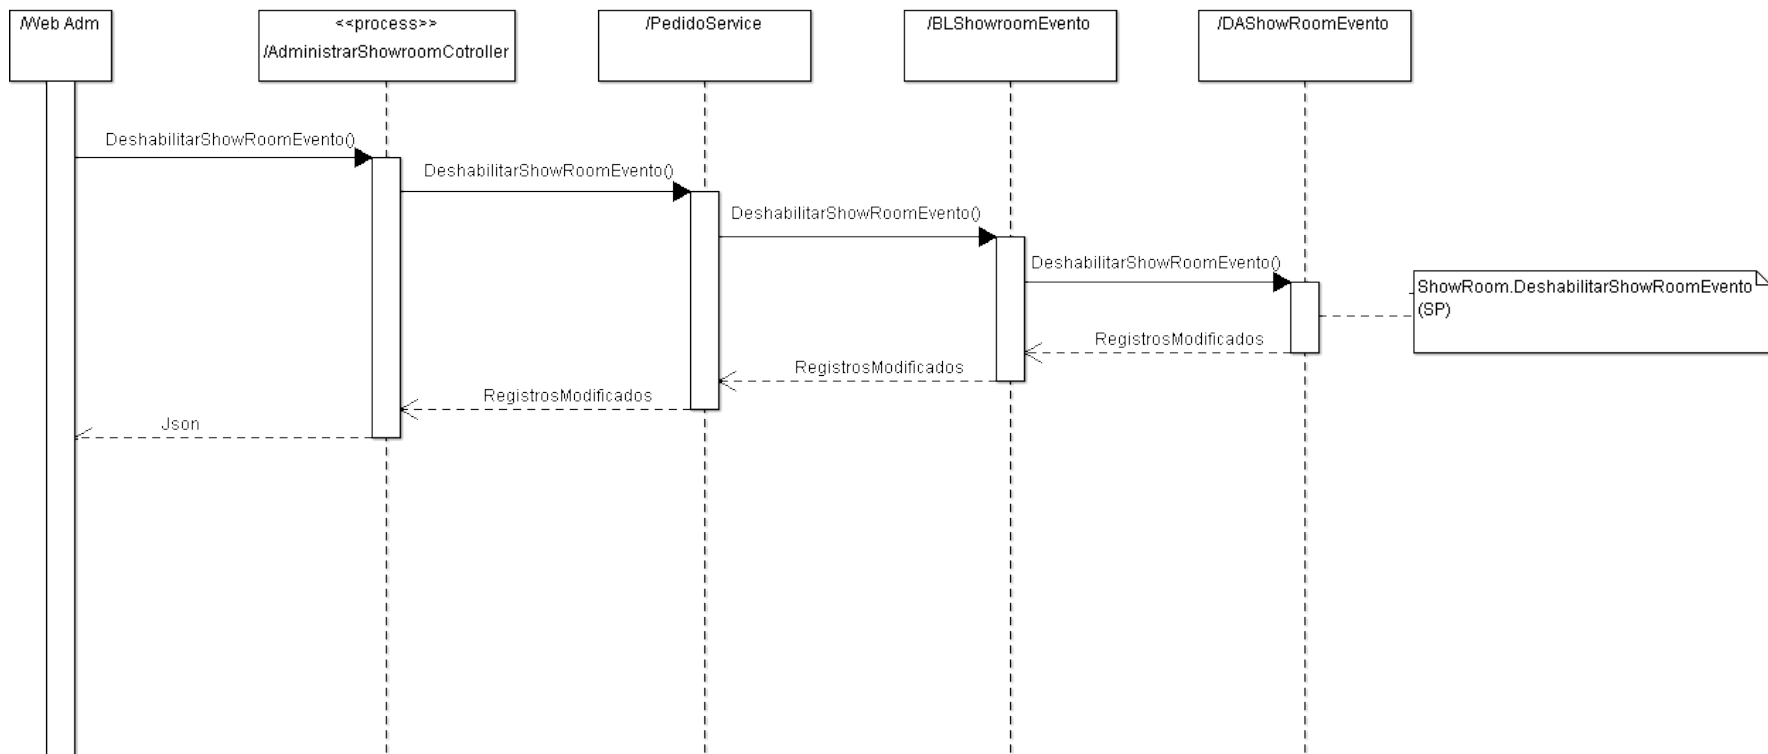 /Web Adm
<<process>>
/AdministrarShowroomCotroller
/PedidoService
/BLShowroomEvento
/DAShowRoomEvento
DeshabilitarShowRoomEvento()
DeshabilitarShowRoomEvento()
DeshabilitarShowRoomEvento()
DeshabilitarShowRoomEvento()
ShowRoom.DeshabilitarShowRoomEvento
(SP)
RegistrosModificados
RegistrosModificados
RegistrosModificados
Json